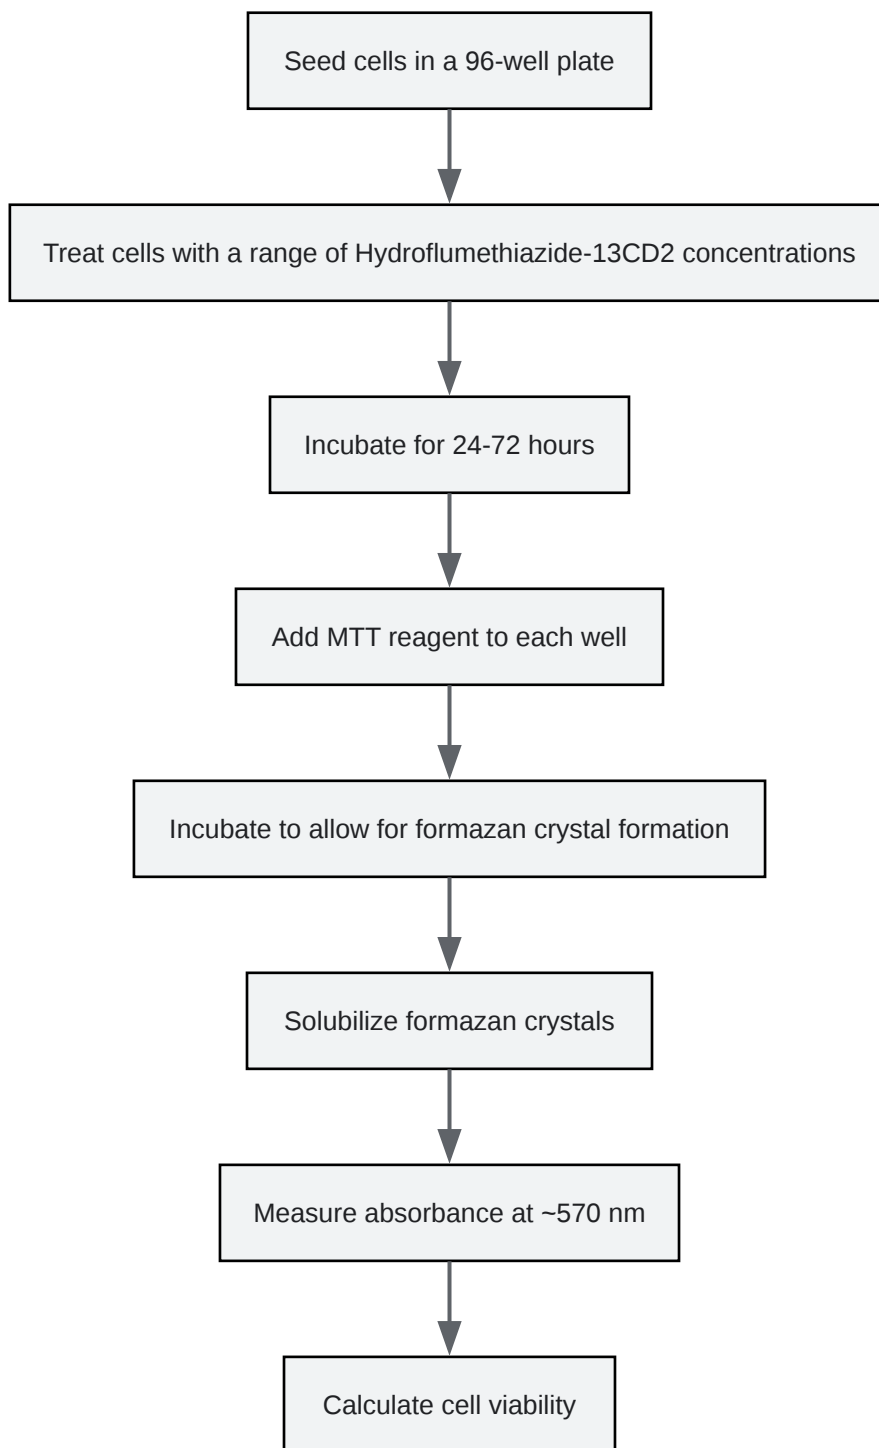 Seed cells in a 96-well plate
Treat cells with a range of Hydroflumethiazide-13CD2 concentrations
Incubate for 24-72 hours
Add MTT reagent to each well
Incubate to allow for formazan crystal formation
Solubilize formazan crystals
Measure absorbance at ~570 nm
Calculate cell viability